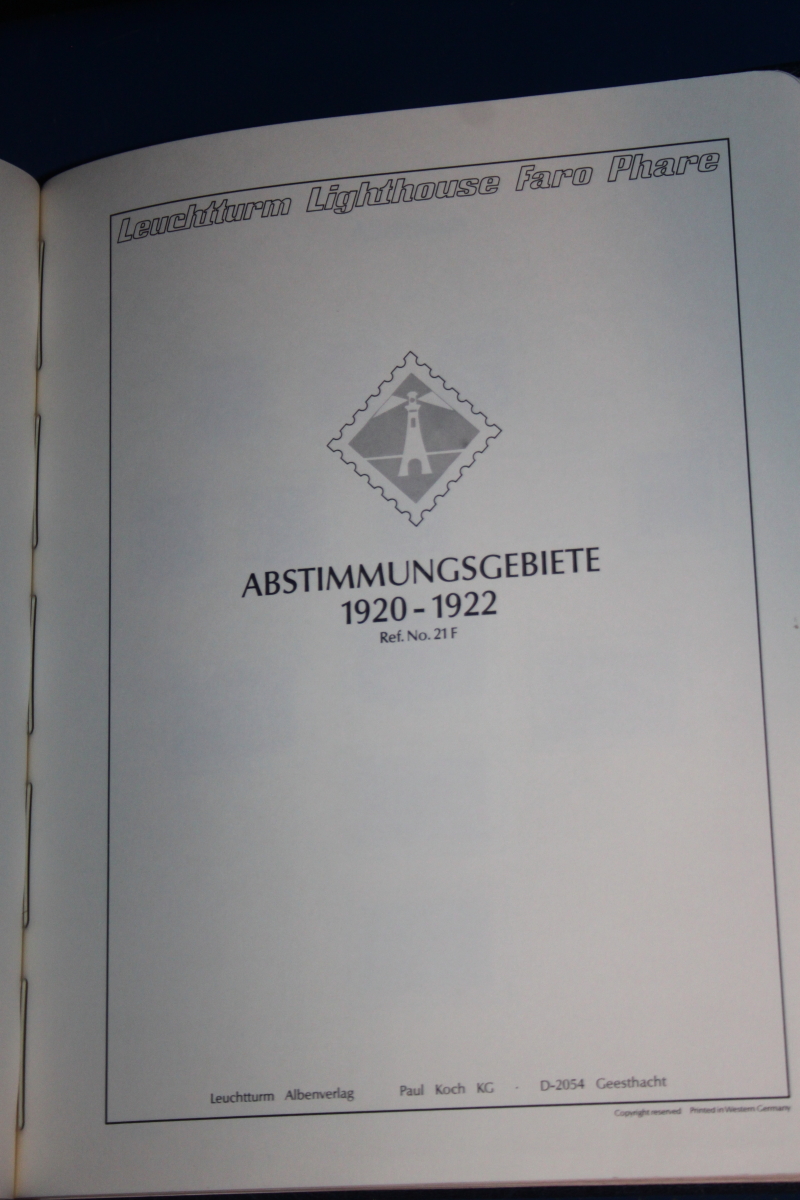 Leuchtturm Lighthouse Faro Phare
ABSTIMMUNGSGEBIETE
1920 - 1922
Ref. No. 21 F
Leuchtturm Albenverlag Paul Koch KG · D-2054 Geesthacht
Copyright reserved Printed in Western Germany